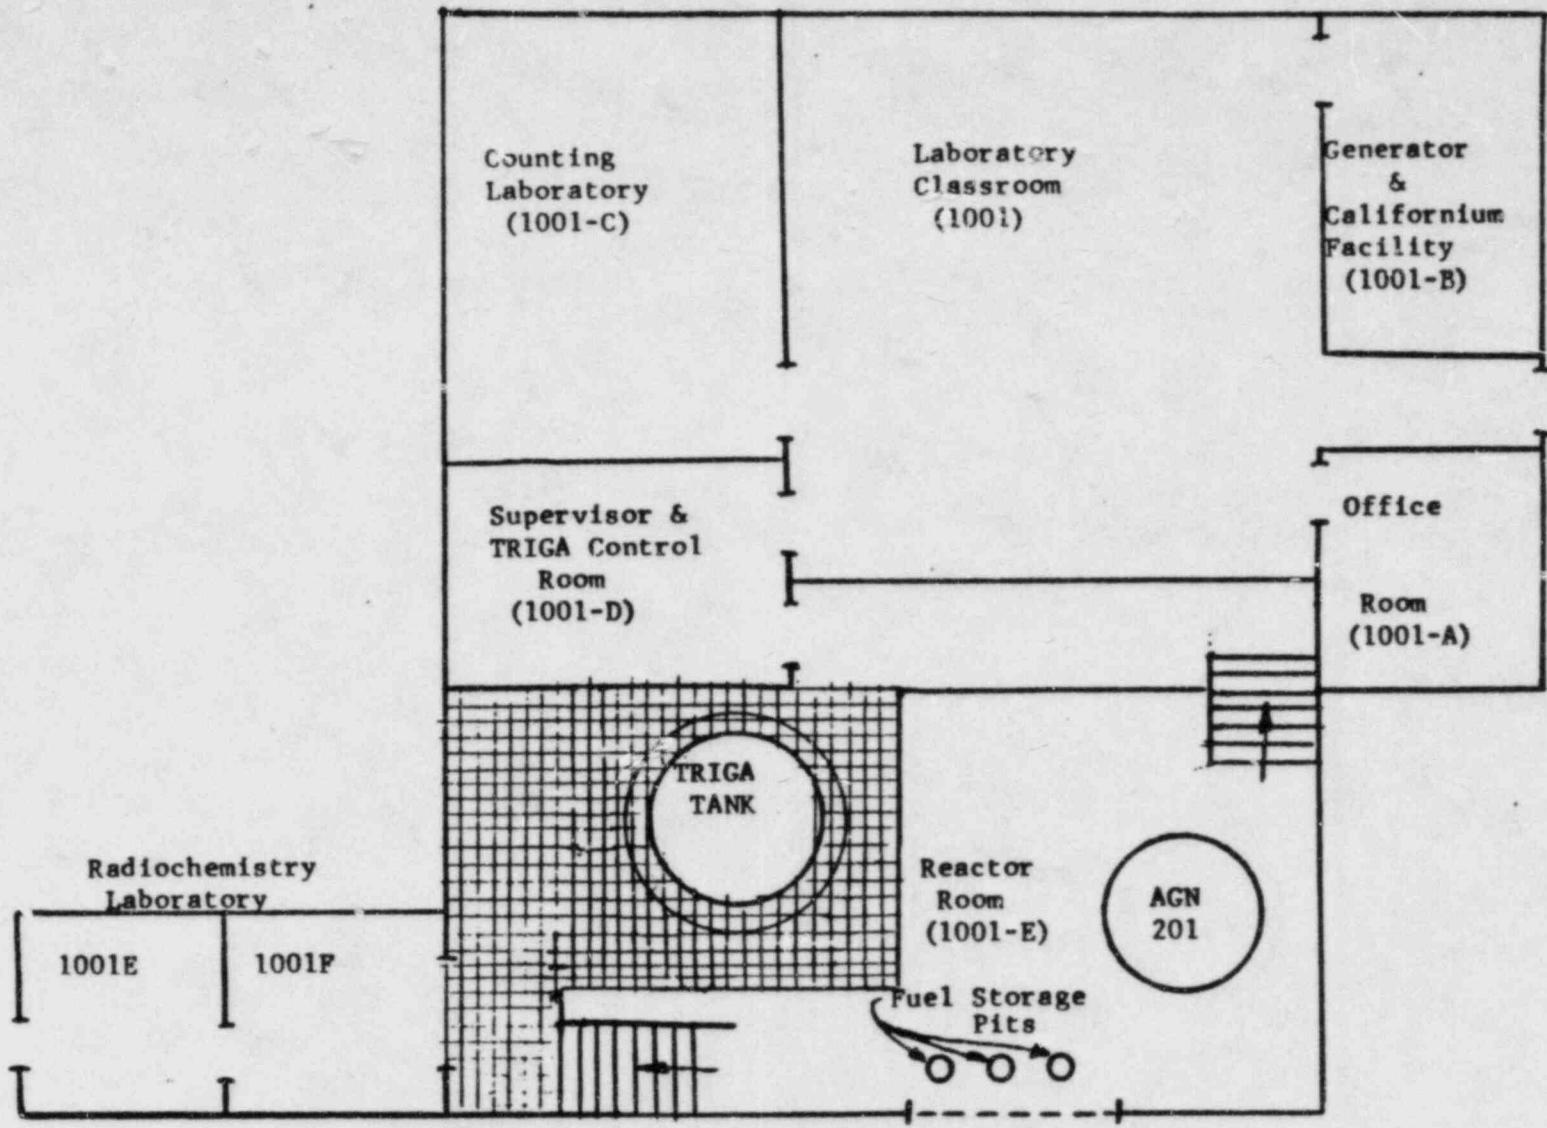 Counting
Laboratory
(1001-C)
Laboratory
Classroom
(1001)
Generator
&
Californium
Facility
(1001-B)
Supervisor &
TRIGA Control
Room
(1001-D)
Office
Room
(1001-A)
TRIGA
TANK
Radiochemistry
Laboratory
1001E
1001F
Reactor
Room
(1001-E)
AGN
201
Fuel Storage
Pits